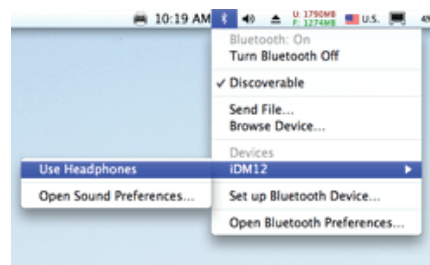 10:19 AM U: 1790MB F: 1274MB U.S.
Bluetooth: On
Turn Bluetooth Off
✓ Discoverable
Send File...
Browse Device...
Devices
iDM12
Use Headphones
Open Sound Preferences...
Set up Bluetooth Device...
Open Bluetooth Preferences...